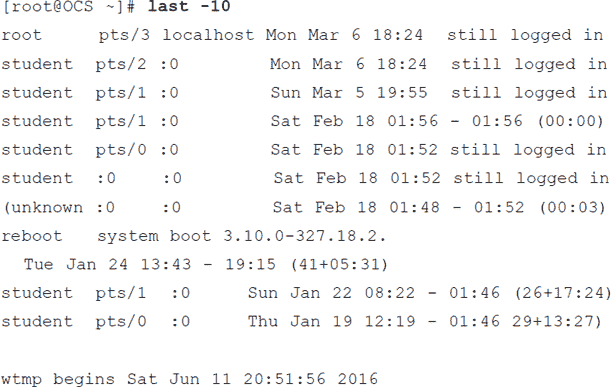 [root@OCS ~]# last -10
root pts/3 localhost Mon Mar 6 18:24 still logged in
student pts/2 :0 Mon Mar 6 18:24 still logged in
student pts/1 :0 Sun Mar 5 19:55 still logged in
student pts/1 :0 Sat Feb 18 01:56 - 01:56 (00:00)
student pts/0 :0 Sat Feb 18 01:52 still logged in
student :0 :0 Sat Feb 18 01:52 still logged in
(unknown :0 :0 Sat Feb 18 01:48 - 01:52 (00:03)
reboot system boot 3.10.0-327.18.2.
Tue Jan 24 13:43 - 19:15 (41+05:31)
student pts/1 :0 Sun Jan 22 08:22 - 01:46 (26+17:24)
student pts/0 :0 Thu Jan 19 12:19 - 01:46 29+13:27)
wtmp begins Sat Jun 11 20:51:56 2016